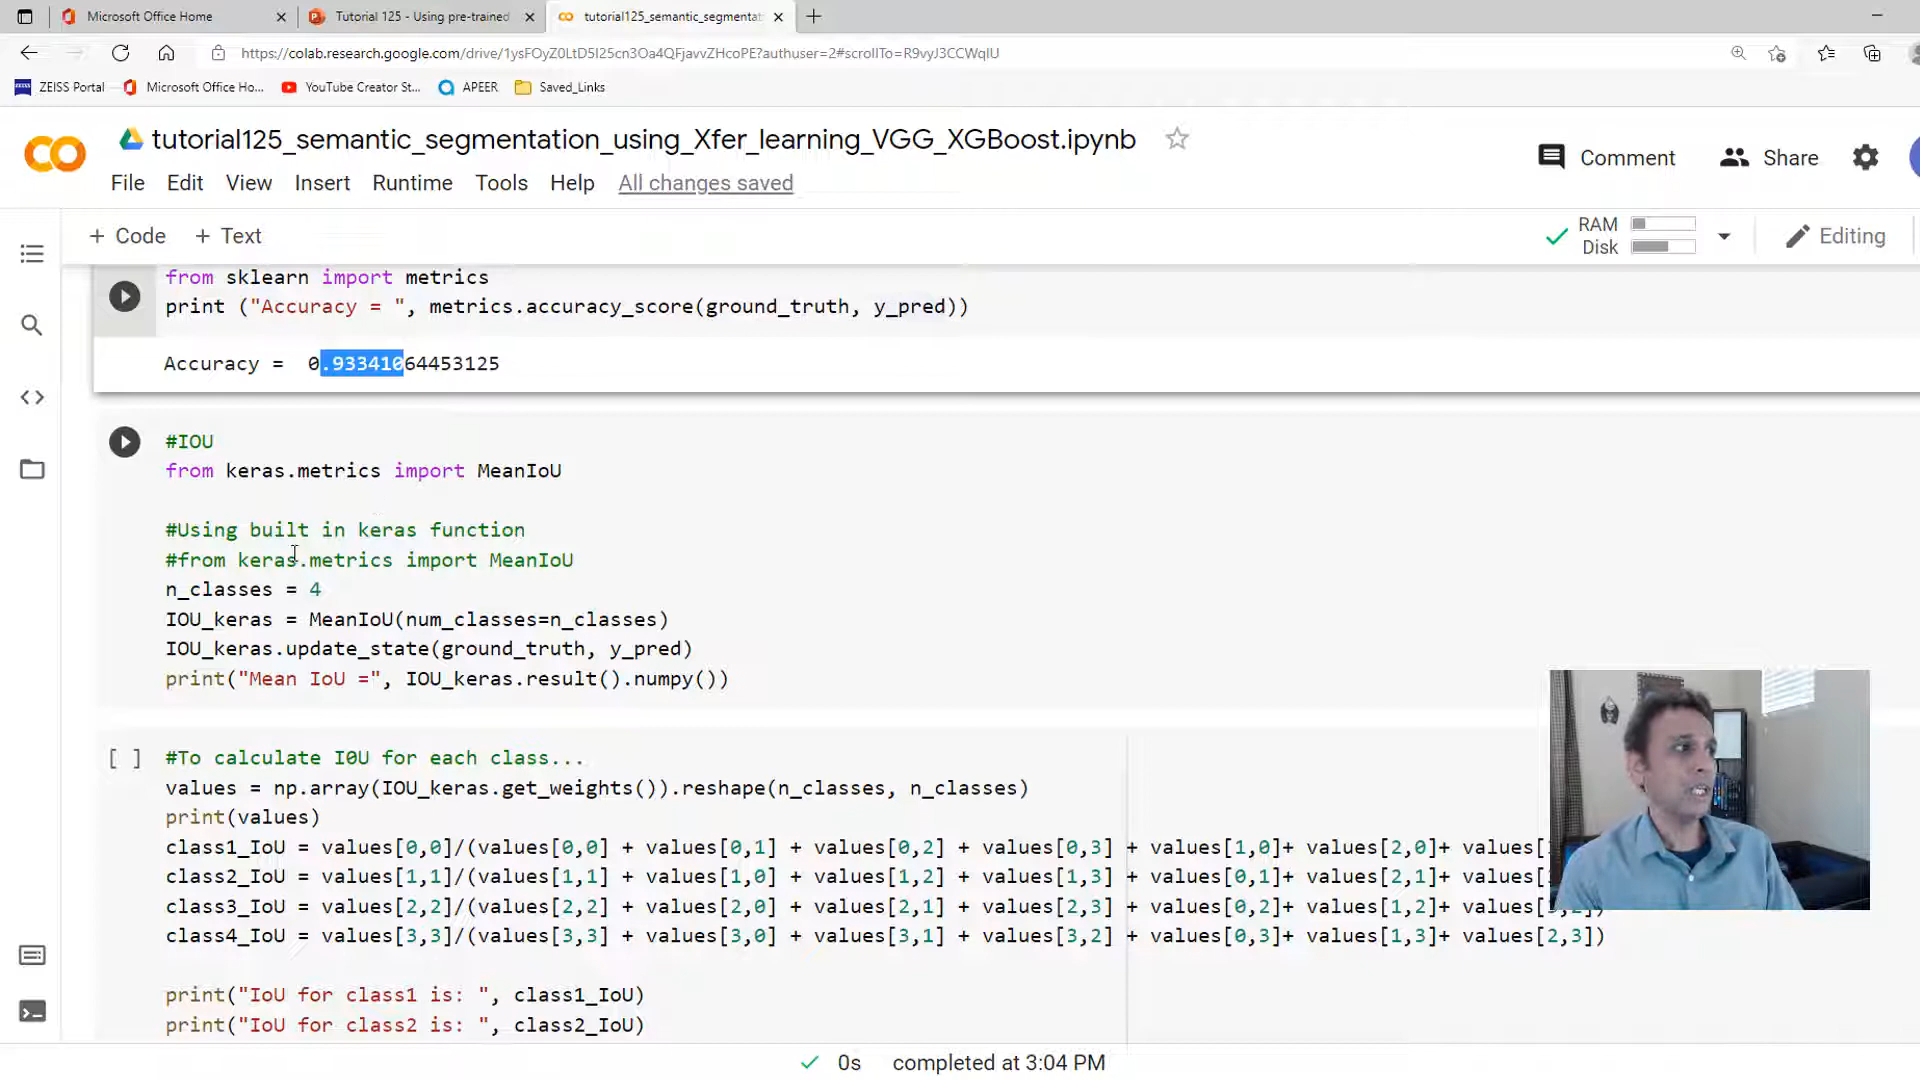 Microsoft Office Home
Tutorial 125 - Using pre-trained
tutorial125_semantic_segmentat
https://colab.research.google.com/drive/1ysFOyZ0LtD5I25cn3Oa4QFjavvZHcoPE?authuser=2#scrollTo=R9vyJ3CCWqIU
ZEISS Portal
Microsoft Office Ho...
YouTube Creator St...
APEER
Saved_Links
tutorial125_semantic_segmentation_using_Xfer_learning_VGG_XGBoost.ipynb
Comment
Share
File Edit View Insert Runtime Tools Help All changes saved
+ Code + Text
RAM
Disk
Editing
from sklearn import metrics
print ("Accuracy = ", metrics.accuracy_score(ground_truth, y_pred))
Accuracy =  0.93341064453125
#IOU
from keras.metrics import MeanIoU
#Using built in keras function
#from keras.metrics import MeanIoU
n_classes = 4
IOU_keras = MeanIoU(num_classes=n_classes)
IOU_keras.update_state(ground_truth, y_pred)
print("Mean IoU =", IOU_keras.result().numpy())
[ ]
#To calculate I0U for each class...
values = np.array(IOU_keras.get_weights()).reshape(n_classes, n_classes)
print(values)
class1_IoU = values[0,0]/(values[0,0] + values[0,1] + values[0,2] + values[0,3] + values[1,0]+ values[2,0]+ values[
class2_IoU = values[1,1]/(values[1,1] + values[1,0] + values[1,2] + values[1,3] + values[0,1]+ values[2,1]+ values[
class3_IoU = values[2,2]/(values[2,2] + values[2,0] + values[2,1] + values[2,3] + values[0,2]+ values[1,2]+ values[3,2])
class4_IoU = values[3,3]/(values[3,3] + values[3,0] + values[3,1] + values[3,2] + values[0,3]+ values[1,3]+ values[2,3])
print("IoU for class1 is: ", class1_IoU)
print("IoU for class2 is: ", class2_IoU)
0s completed at 3:04 PM